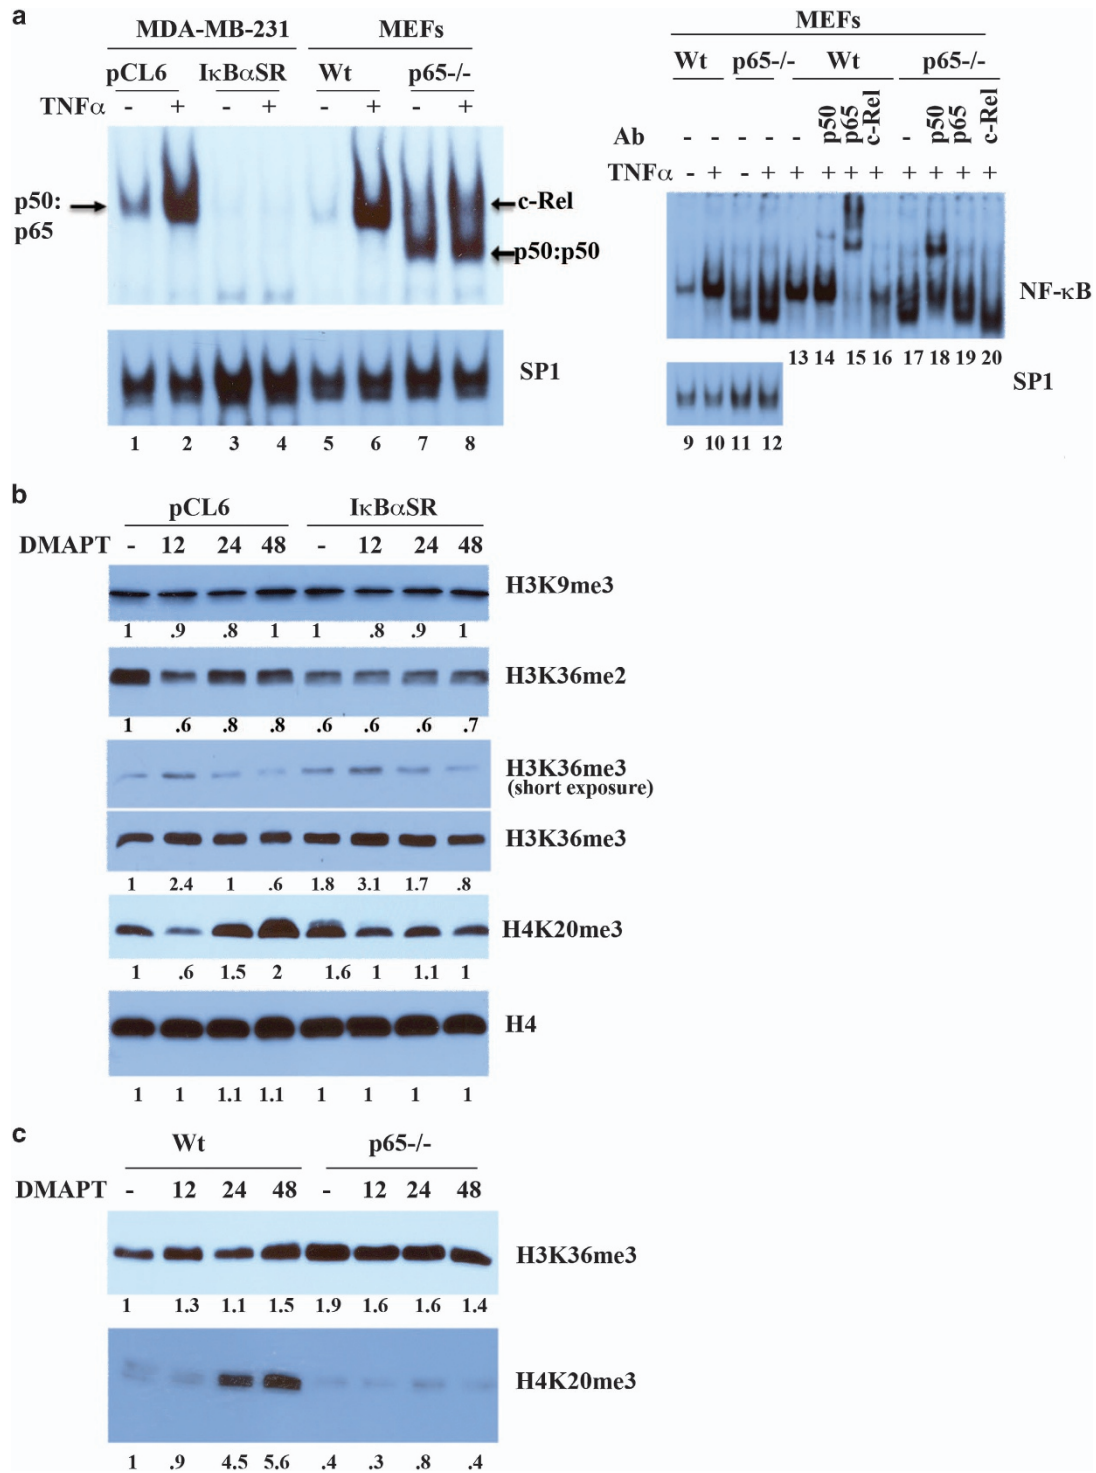 a
MDA-MB-231 MEFs
pCL6 IκBαSR Wt p65-/-
TNFα - + - + - + - +
p50:
p65
c-Rel
p50:p50
SP1
1 2 3 4 5 6 7 8
MEFs
Wt p65-/- Wt p65-/-
Ab - - - - - p50 p65 c-Rel - p50 p65 c-Rel
TNFα - + - + + + + + + + + +
NF-κB
13 14 15 16 17 18 19 20
SP1
9 10 11 12
b
pCL6 IκBαSR
DMAPT - 12 24 48 - 12 24 48
H3K9me3
1 .9 .8 1 1 .8 .9 1
H3K36me2
1 .6 .8 .8 .6 .6 .6 .7
H3K36me3
(short exposure)
H3K36me3
1 2.4 1 .6 1.8 3.1 1.7 .8
H4K20me3
1 .6 1.5 2 1.6 1 1.1 1
H4
1 1 1.1 1.1 1 1 1 1
c
Wt p65-/-
DMAPT - 12 24 48 - 12 24 48
H3K36me3
1 1.3 1.1 1.5 1.9 1.6 1.6 1.4
H4K20me3
1 .9 4.5 5.6 .4 .3 .8 .4